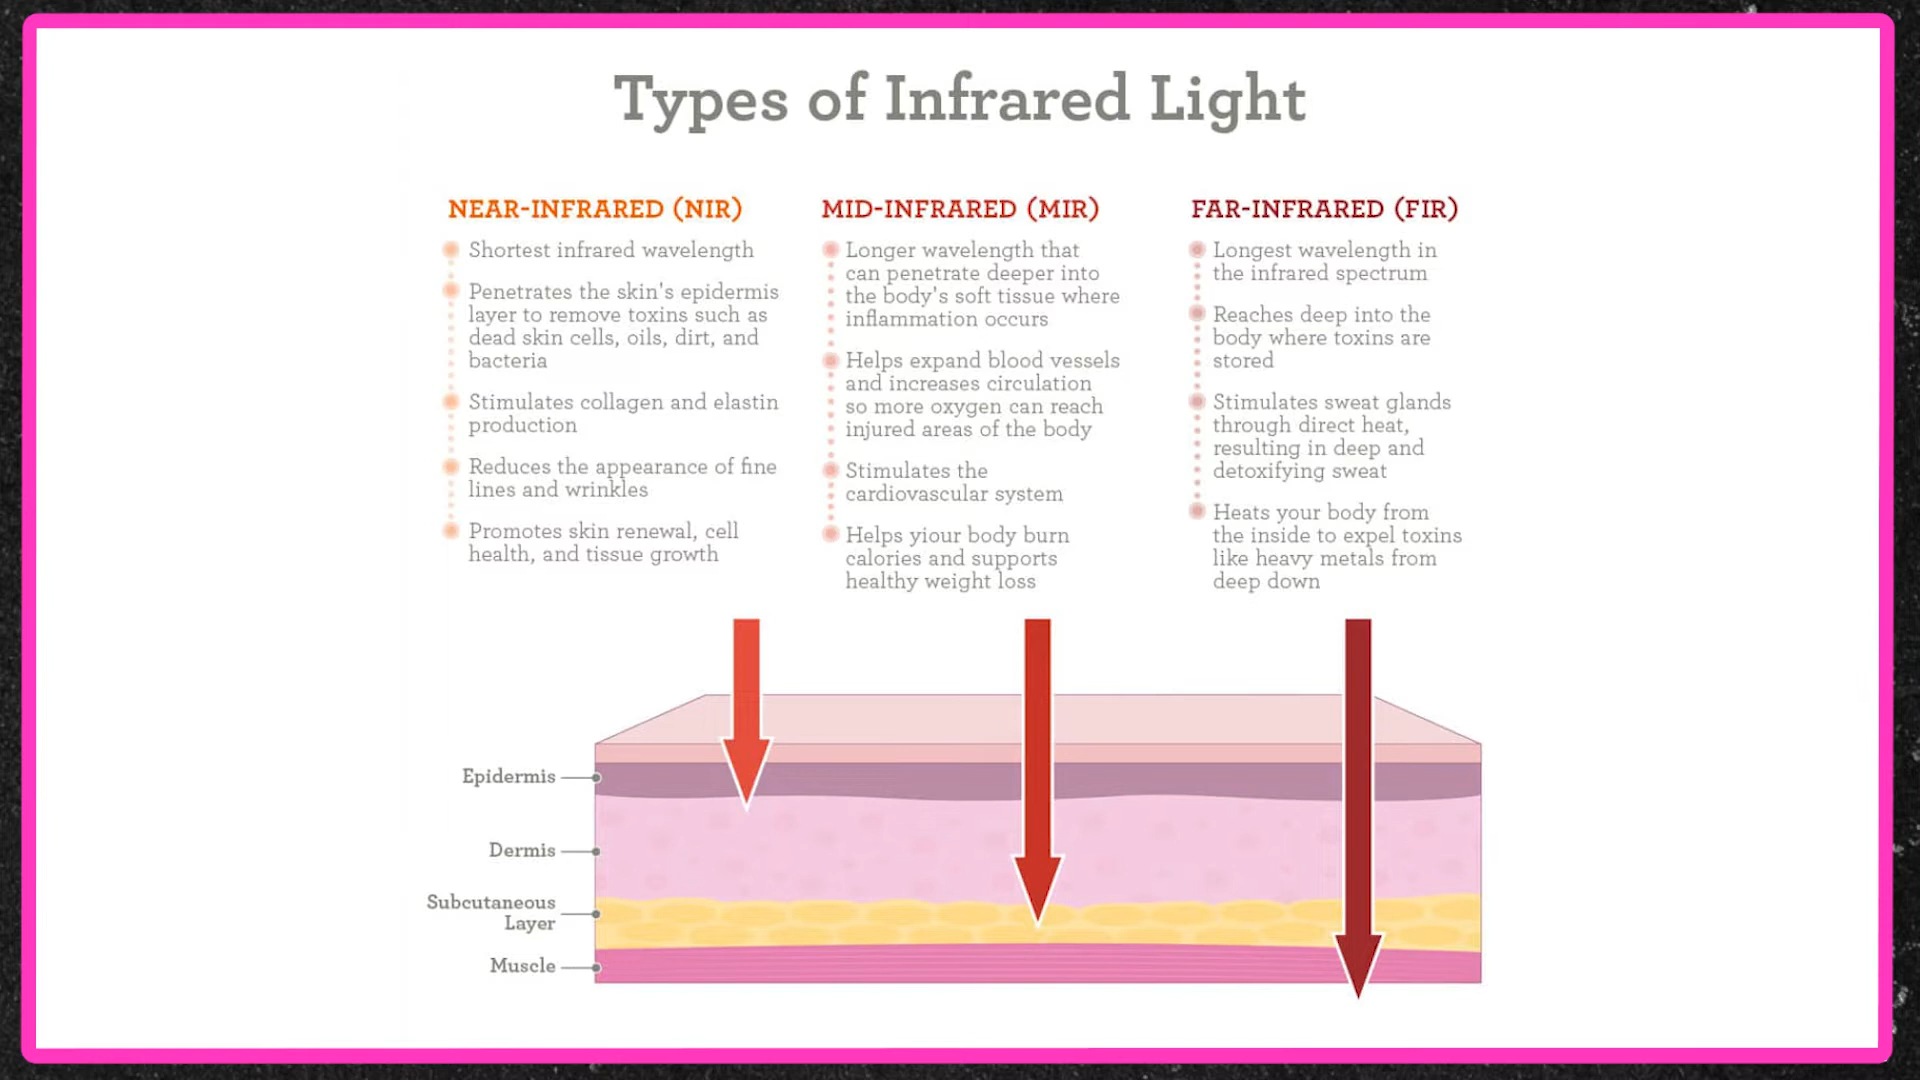 Types of Infrared Light
NEAR-INFRARED (NIR)
Shortest infrared wavelength
Penetrates the skin's epidermis
layer to remove toxins such as
dead skin cells, oils, dirt, and
bacteria
Stimulates collagen and elastin
production
Reduces the appearance of fine
lines and wrinkles
Promotes skin renewal, cell
health, and tissue growth
MID-INFRARED (MIR)
Longer wavelength that
can penetrate deeper into
the body's soft tissue where
inflammation occurs
Helps expand blood vessels
and increases circulation
so more oxygen can reach
injured areas of the body
Stimulates the
cardiovascular system
Helps yiour body burn
calories and supports
healthy weight loss
FAR-INFRARED (FIR)
Longest wavelength in
the infrared spectrum
Reaches deep into the
body where toxins are
stored
Stimulates sweat glands
through direct heat,
resulting in deep and
detoxifying sweat
Heats your body from
the inside to expel toxins
like heavy metals from
deep down
Epidermis
Dermis
Subcutaneous
Layer
Muscle